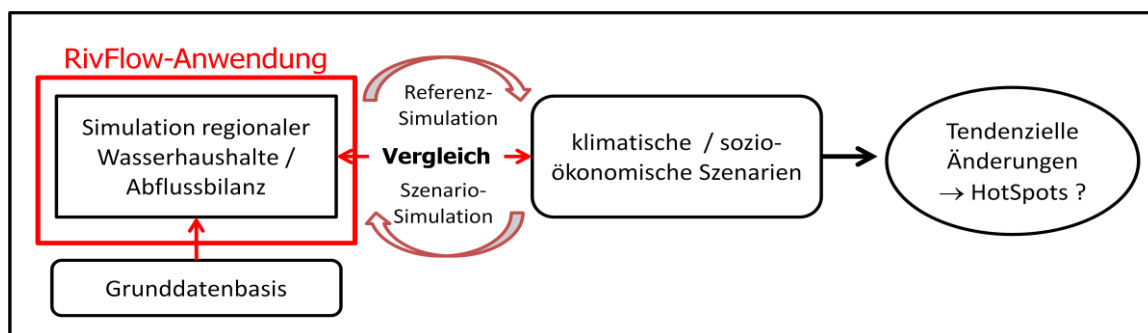 RivFlow-Anwendung
Simulation regionaler
Wasserhaushalte /
Abflussbilanz
Grunddatenbasis
Referenz-
Simulation
Vergleich
Szenario-
Simulation
klimatische / sozio-
ökonomische Szenarien
Tendenzielle
Änderungen
→ HotSpots ?